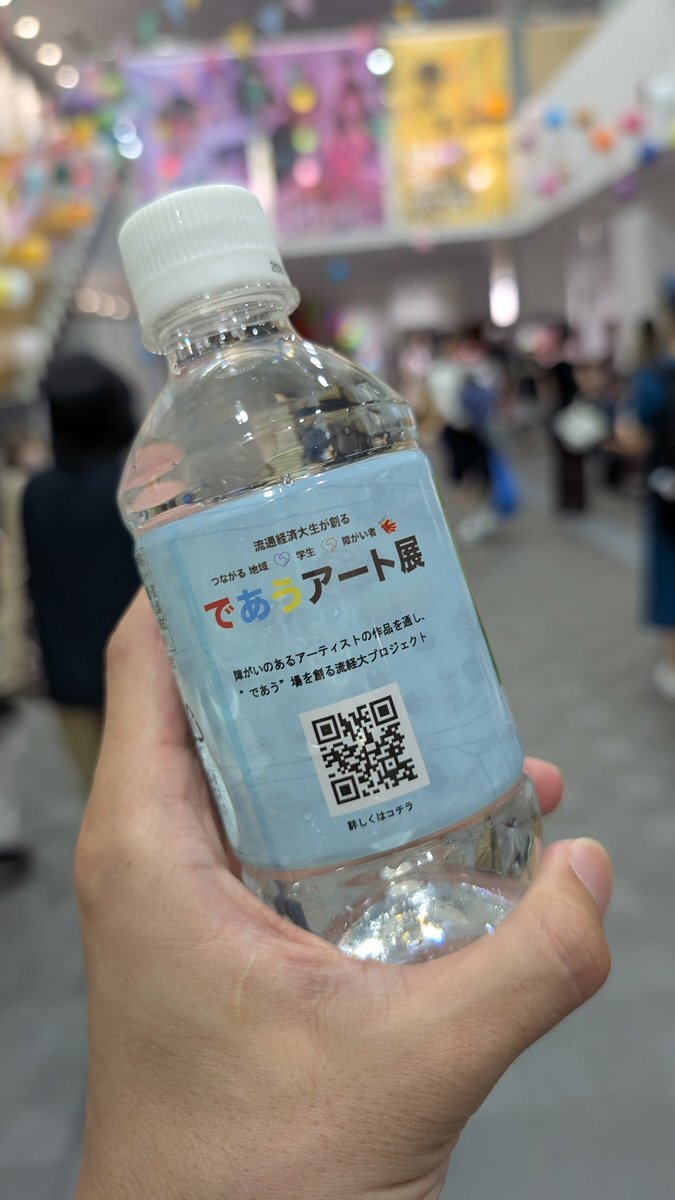 流通経済大生が創る
つながる 地域 学生 障がい者
であうアート展
障がいのあるアーティストの作品を通し、
"であう"場を創る流経大プロジェクト
詳しくはコチラ